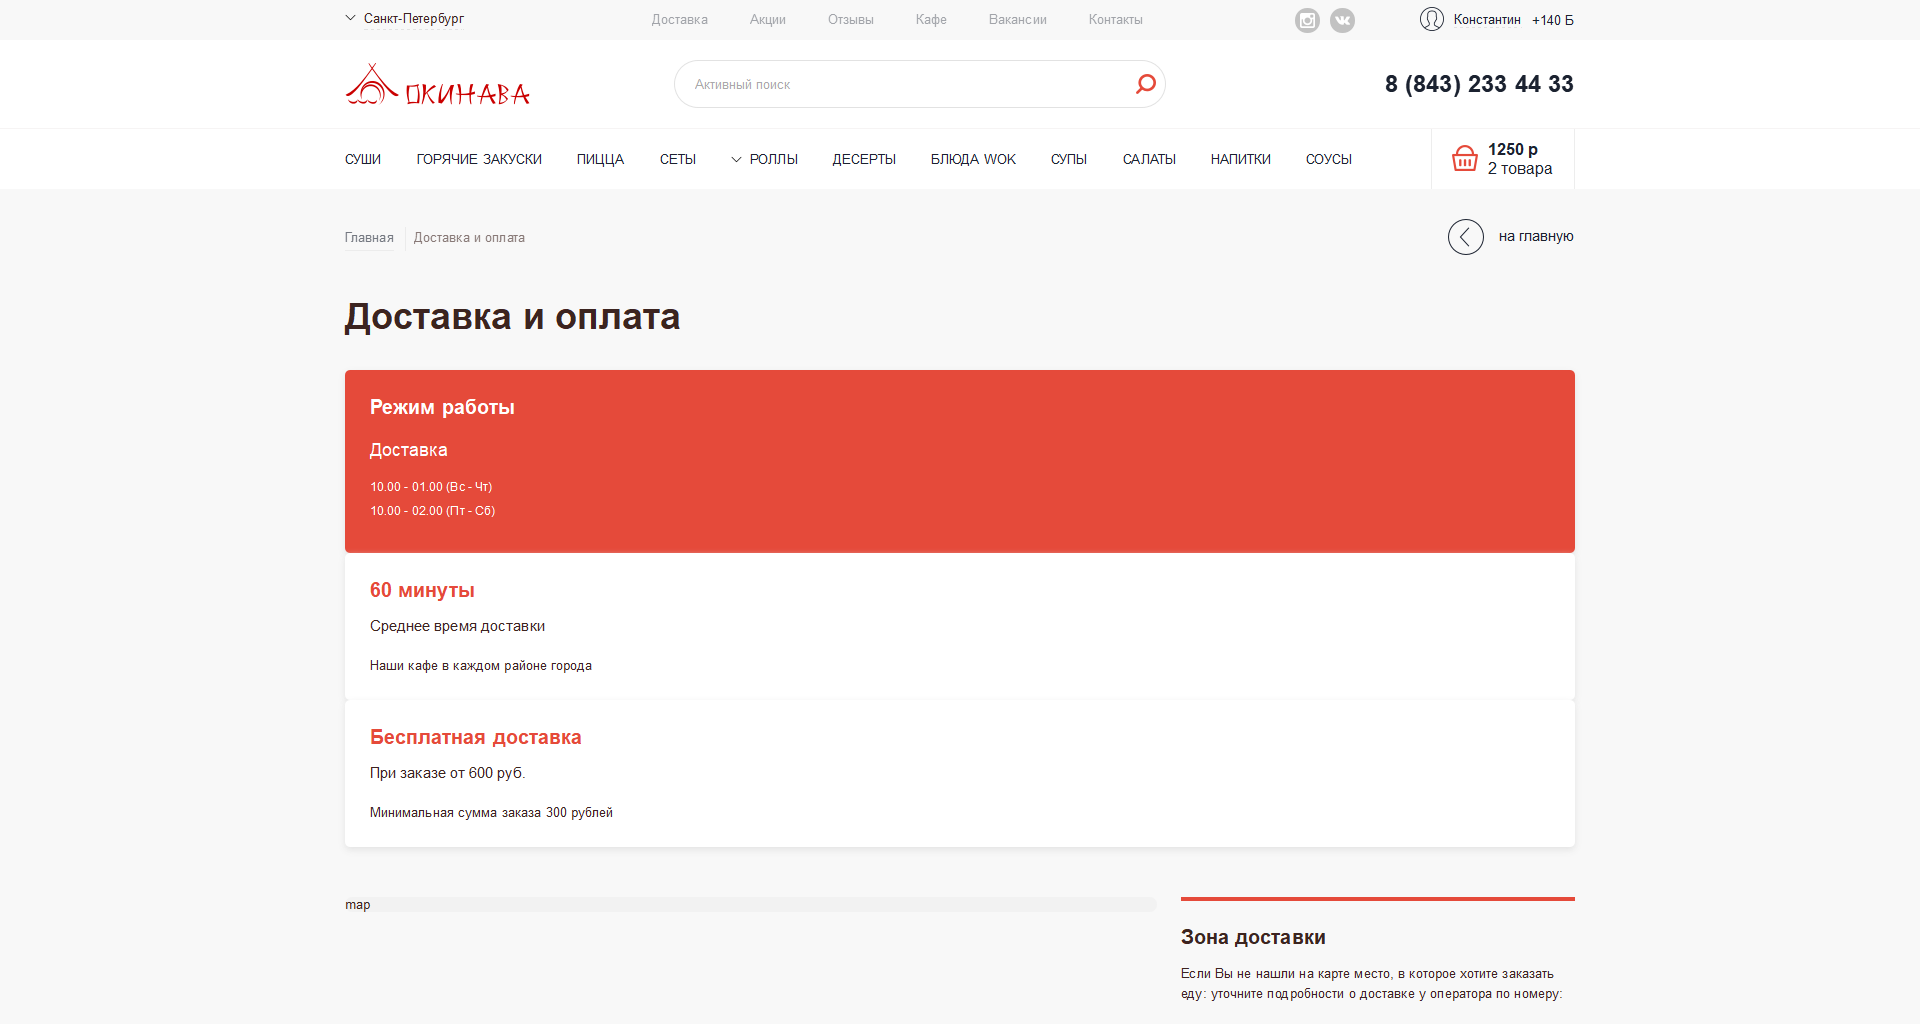 Санкт-Петербург
Доставка
Акции
Отзывы
Кафе
Вакансии
Контакты
Константин
+140 Б
ОКИНАВА
Активный поиск
8 (843) 233 44 33
СУШИ
ГОРЯЧИЕ ЗАКУСКИ
ПИЦЦА
СЕТЫ
РОЛЛЫ
ДЕСЕРТЫ
БЛЮДА WOK
СУПЫ
САЛАТЫ
НАПИТКИ
СОУСЫ
1250 р
2 товара
Главная
Доставка и оплата
на главную
Доставка и оплата
Режим работы
Доставка
10.00 - 01.00 (Вс - Чт)
10.00 - 02.00 (Пт - Сб)
60 минуты
Среднее время доставки
Наши кафе в каждом районе города
Бесплатная доставка
При заказе от 600 руб.
Минимальная сумма заказа 300 рублей
map
Зона доставки
Если Вы не нашли на карте место, в которое хотите заказать
еду: уточните подробности о доставке у оператора по номеру: